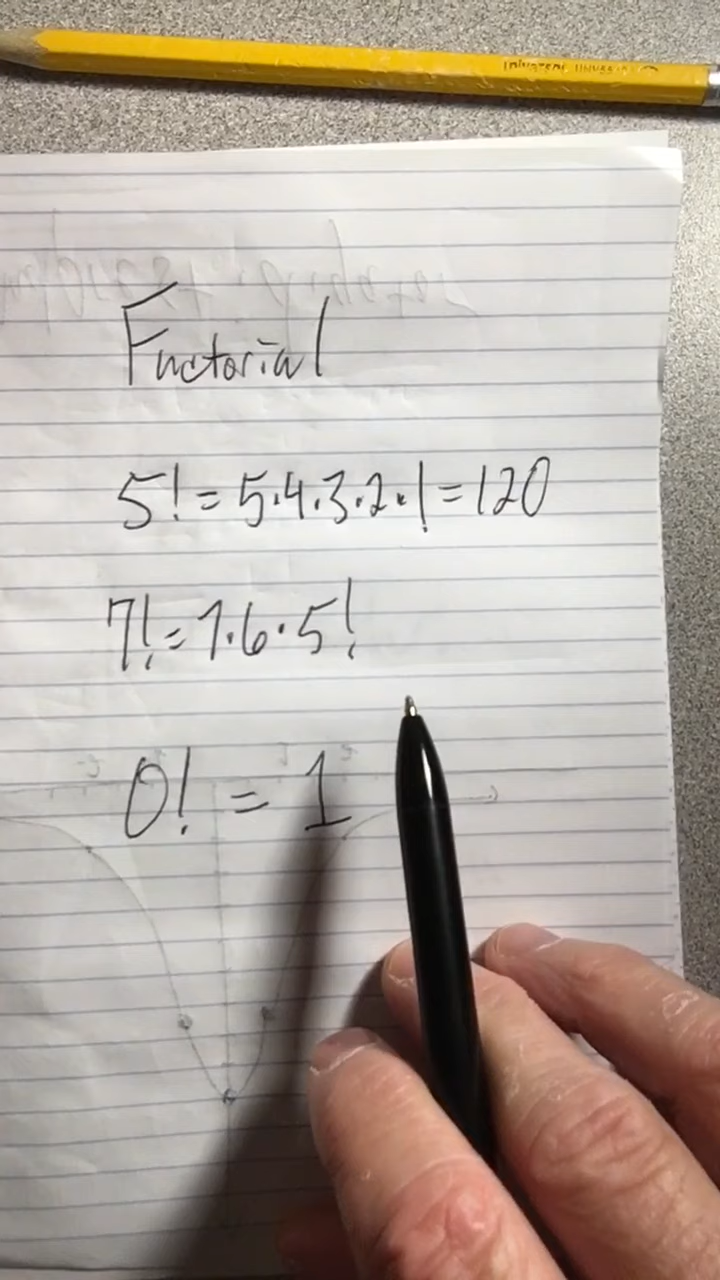 Factorial
5! = 5·4·3·2·1 = 120
7! = 7·6·5!
0! = 1